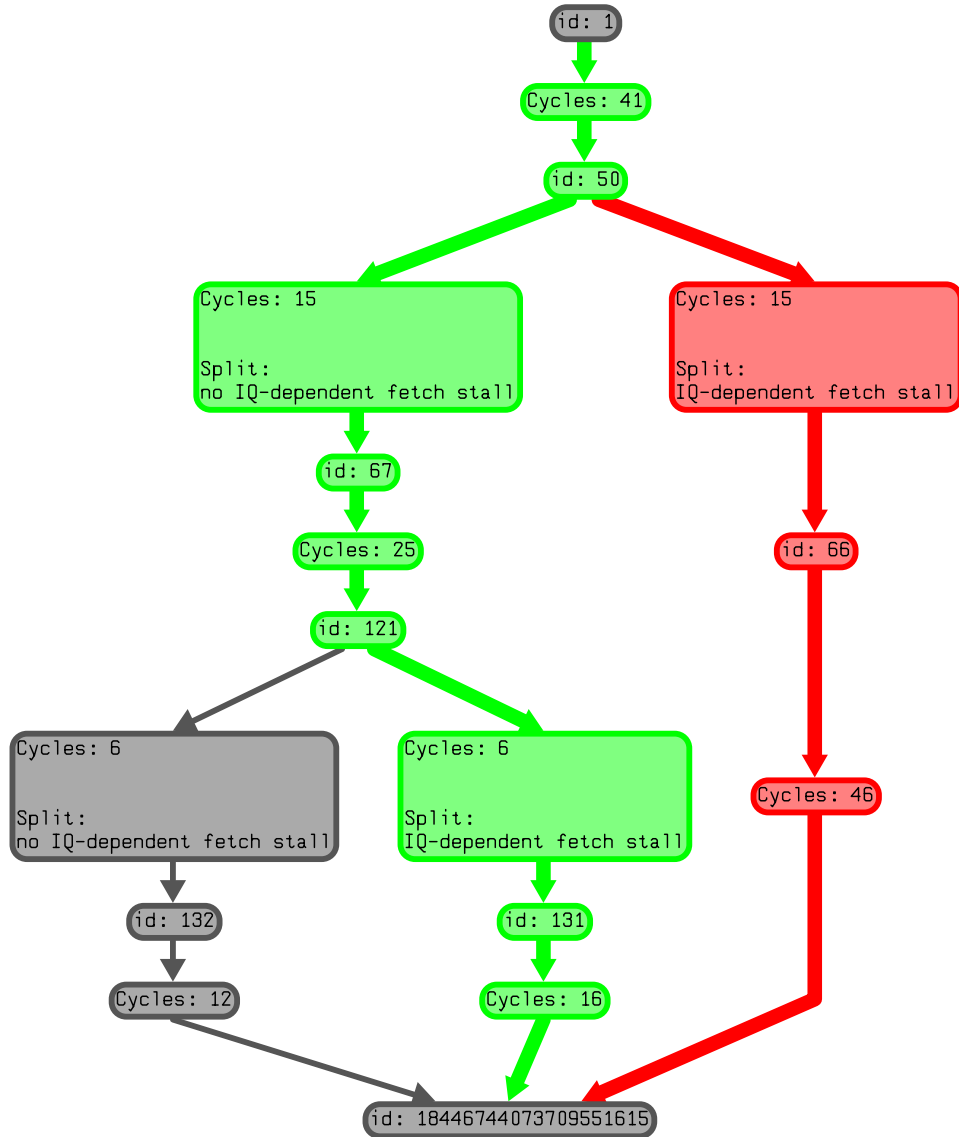 id: 1
Cycles: 41
id: 50
Cycles: 15
Split:
no IQ-dependent fetch stall
Cycles: 15
Split:
IQ-dependent fetch stall
id: 67
Cycles: 25
id: 66
id: 121
Cycles: 6
Split:
no IQ-dependent fetch stall
Cycles: 6
Split:
IQ-dependent fetch stall
Cycles: 46
id: 132
id: 131
Cycles: 12
Cycles: 16
id: 18446744073709551615